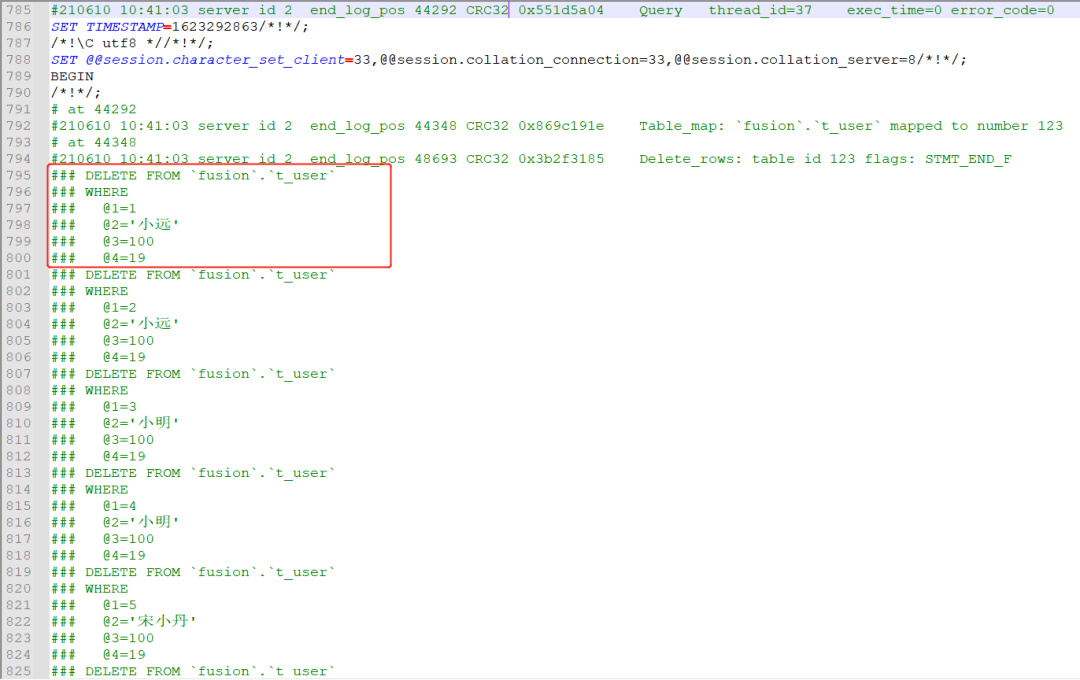 785 #210610 10:41:03 server id 2  end_log_pos 44292 CRC32 0x551d5a04    Query   thread_id=37    exec_time=0 error_code=0
786 SET TIMESTAMP=1623292863/*!*/;
787 /*!\C utf8 *//*!*/;
788 SET @@session.character_set_client=33,@@session.collation_connection=33,@@session.collation_server=8/*!*/;
789 BEGIN
790 /*!*/;
791 # at 44292
792 #210610 10:41:03 server id 2  end_log_pos 44348 CRC32 0x869c191e    Table_map: `fusion`.`t_user` mapped to number 123
793 # at 44348
794 #210610 10:41:03 server id 2  end_log_pos 48693 CRC32 0x3b2f3185    Delete_rows: table id 123 flags: STMT_END_F
795 ### DELETE FROM `fusion`.`t_user`
796 ### WHERE
797 ###   @1=1
798 ###   @2='小远'
799 ###   @3=100
800 ###   @4=19
801 ### DELETE FROM `fusion`.`t_user`
802 ### WHERE
803 ###   @1=2
804 ###   @2='小远'
805 ###   @3=100
806 ###   @4=19
807 ### DELETE FROM `fusion`.`t_user`
808 ### WHERE
809 ###   @1=3
810 ###   @2='小明'
811 ###   @3=100
812 ###   @4=19
813 ### DELETE FROM `fusion`.`t_user`
814 ### WHERE
815 ###   @1=4
816 ###   @2='小明'
817 ###   @3=100
818 ###   @4=19
819 ### DELETE FROM `fusion`.`t_user`
820 ### WHERE
821 ###   @1=5
822 ###   @2='宋小丹'
823 ###   @3=100
824 ###   @4=19
825 ### DELETE FROM `fusion`.`t_user`